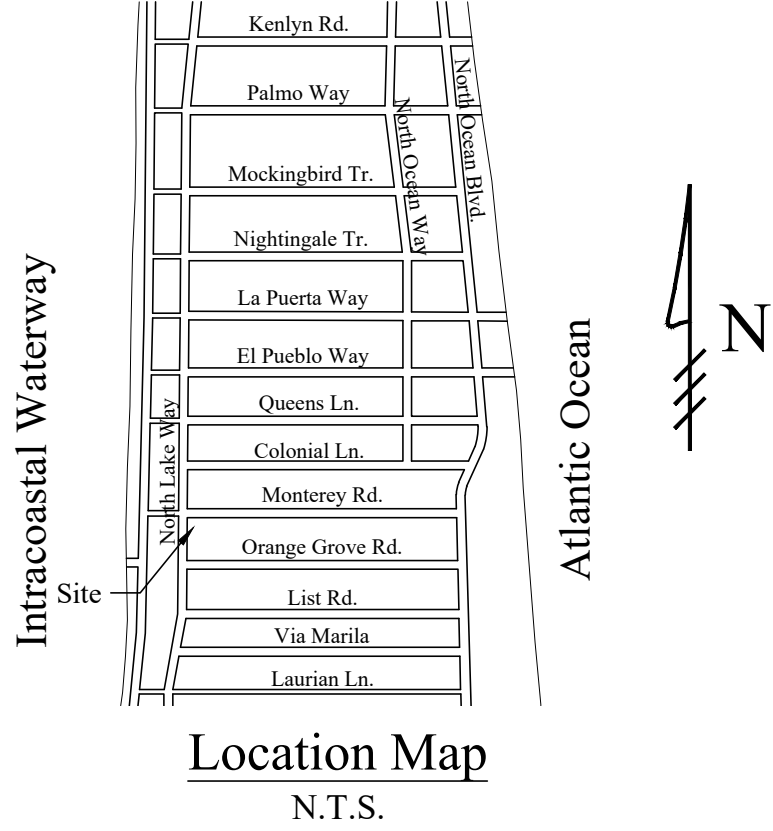 Kenlyn Rd.
Palmo Way
North Ocean Blvd.
North Ocean Way
Mockingbird Tr.
Nightingale Tr.
La Puerta Way
El Pueblo Way
Queens Ln.
Colonial Ln.
Monterey Rd.
North Lake Way
Orange Grove Rd.
List Rd.
Via Marila
Laurian Ln.
Intracoastal Waterway
Site
Atlantic Ocean
N
Location Map
N.T.S.